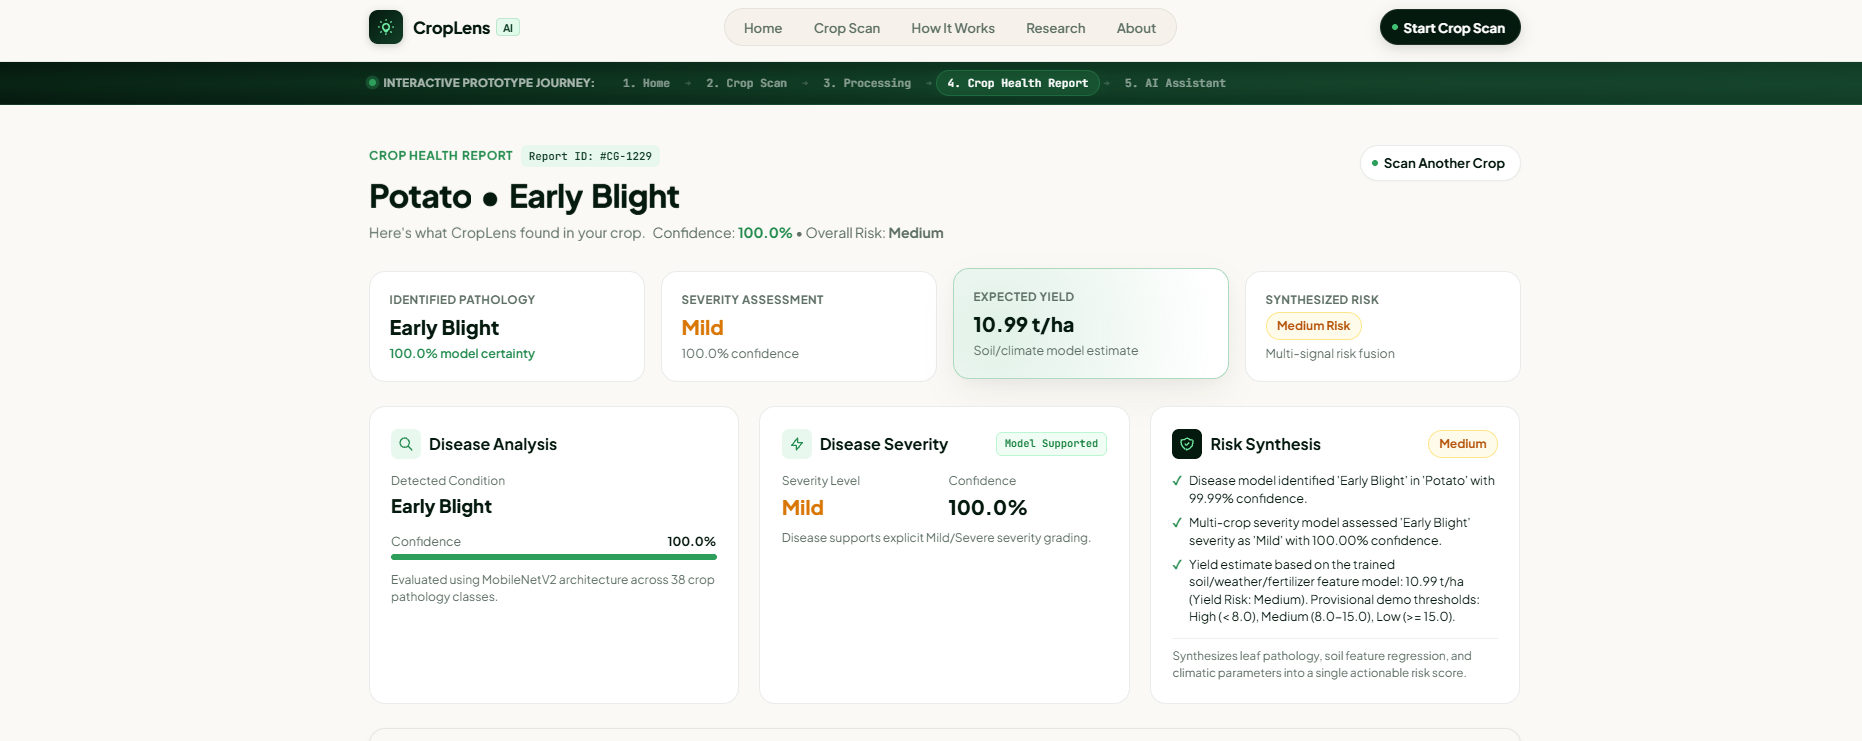 CropLens AI
Home Crop Scan How It Works Research About
Start Crop Scan
INTERACTIVE PROTOTYPE JOURNEY: 1. Home → 2. Crop Scan → 3. Processing → 4. Crop Health Report → 5. AI Assistant
CROP HEALTH REPORT Report ID: #CG-1229
Scan Another Crop
Potato • Early Blight
Here's what CropLens found in your crop. Confidence: 100.0% • Overall Risk: Medium
IDENTIFIED PATHOLOGY
Early Blight
100.0% model certainty
SEVERITY ASSESSMENT
Mild
100.0% confidence
EXPECTED YIELD
10.99 t/ha
Soil/climate model estimate
SYNTHESIZED RISK
Medium Risk
Multi-signal risk fusion
Disease Analysis
Detected Condition
Early Blight
Confidence 100.0%
Evaluated using MobileNetV2 architecture across 38 crop
pathology classes.
Disease Severity Model Supported
Severity Level Confidence
Mild 100.0%
Disease supports explicit Mild/Severe severity grading.
Risk Synthesis Medium
✓ Disease model identified 'Early Blight' in 'Potato' with
99.99% confidence.
✓ Multi-crop severity model assessed 'Early Blight'
severity as 'Mild' with 100.00% confidence.
✓ Yield estimate based on the trained
soil/weather/fertilizer feature model: 10.99 t/ha
(Yield Risk: Medium). Provisional demo thresholds:
High (< 8.0), Medium (8.0–15.0), Low (>= 15.0).
Synthesizes leaf pathology, soil feature regression, and
climatic parameters into a single actionable risk score.